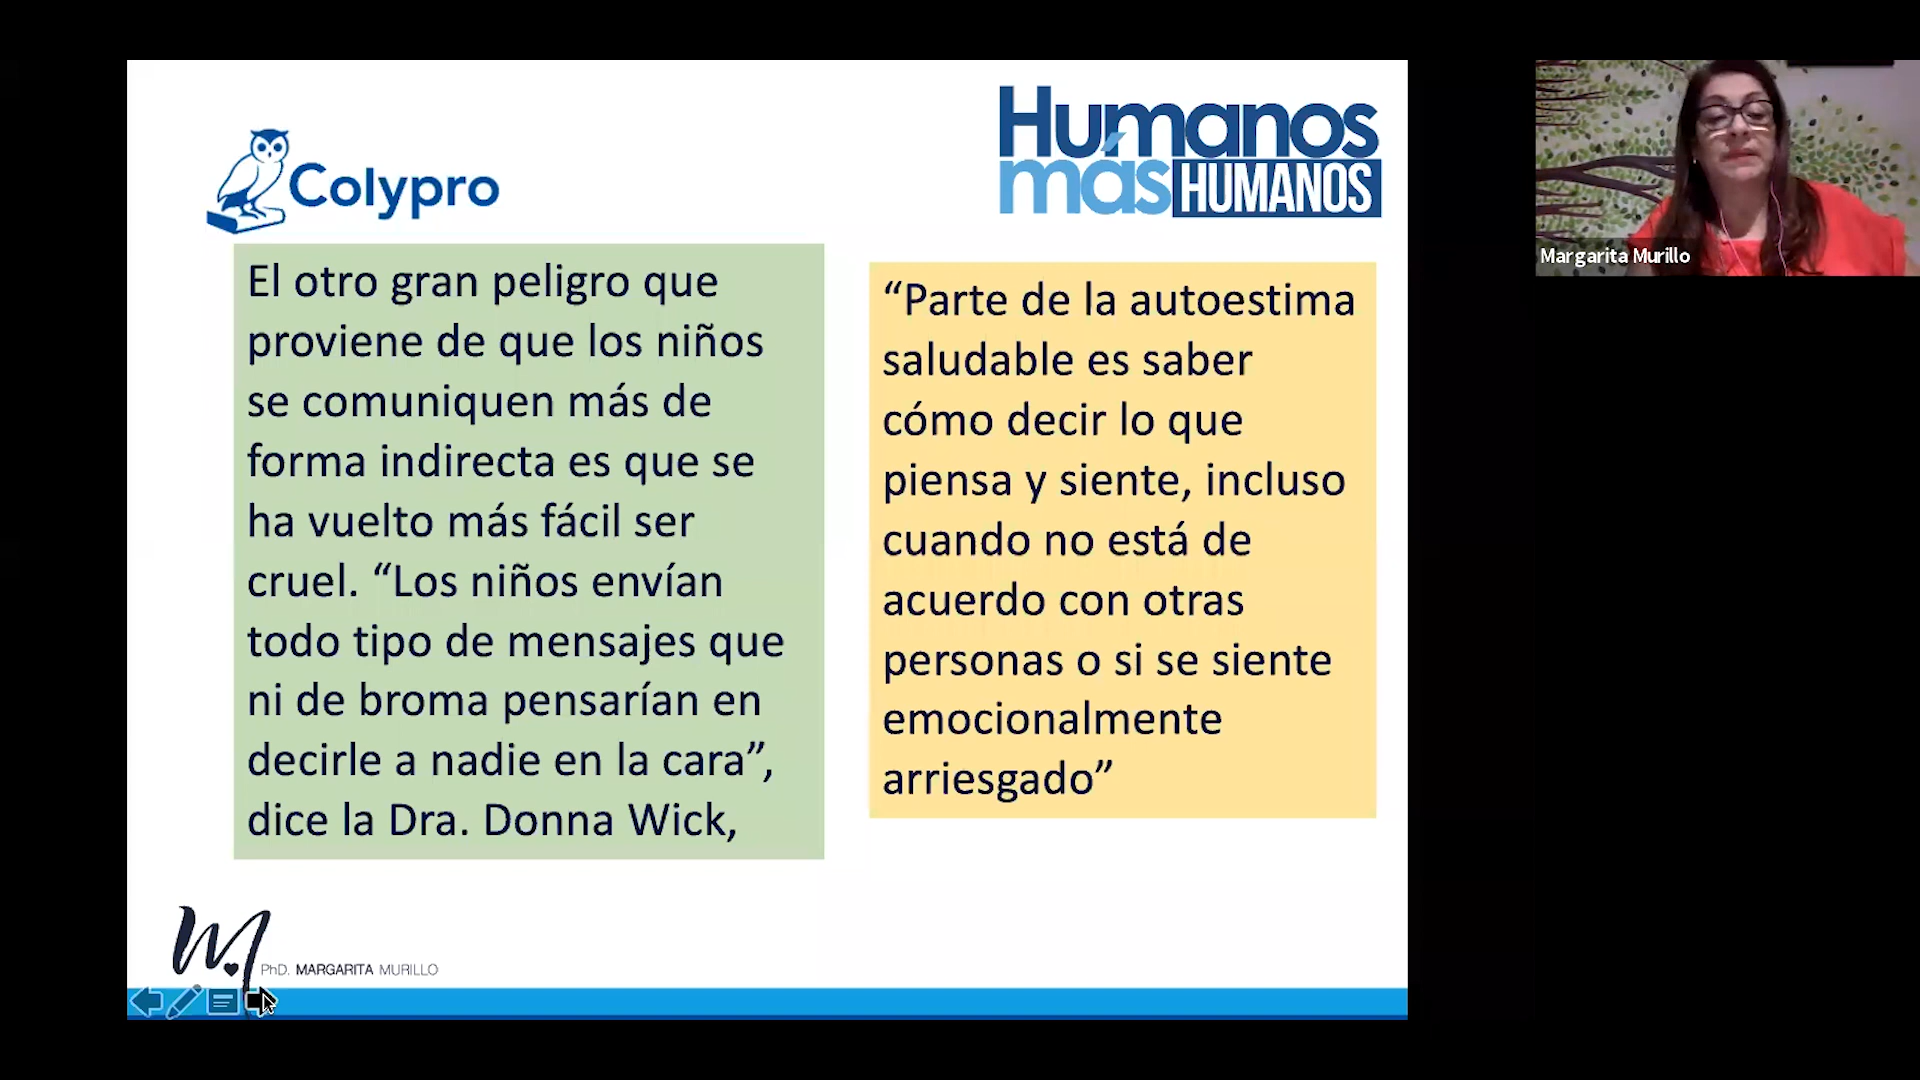 Colypro
Humanos
más HUMANOS
El otro gran peligro que
proviene de que los niños
se comuniquen más de
forma indirecta es que se
ha vuelto más fácil ser
cruel. “Los niños envían
todo tipo de mensajes que
ni de broma pensarían en
decirle a nadie en la cara”,
dice la Dra. Donna Wick,
“Parte de la autoestima
saludable es saber
cómo decir lo que
piensa y siente, incluso
cuando no está de
acuerdo con otras
personas o si se siente
emocionalmente
arriesgado”
M.
PhD. MARGARITA MURILLO
Margarita Murillo